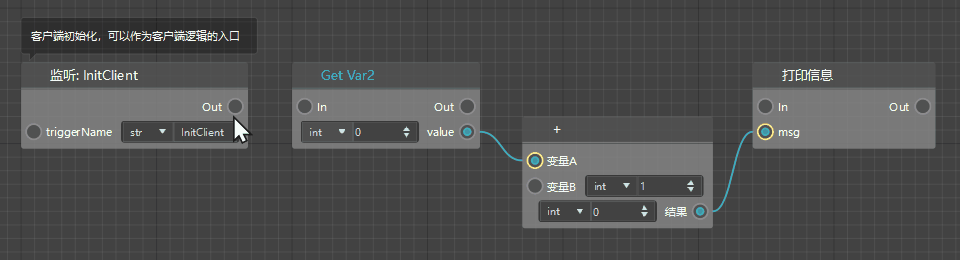 客户端初始化，可以作为客户端逻辑的入口
监听: InitClient
Out
triggerName str InitClient
Get Var2
In Out
int 0 value
+
变量A
变量B int 1
int 0 结果
打印信息
In Out
msg